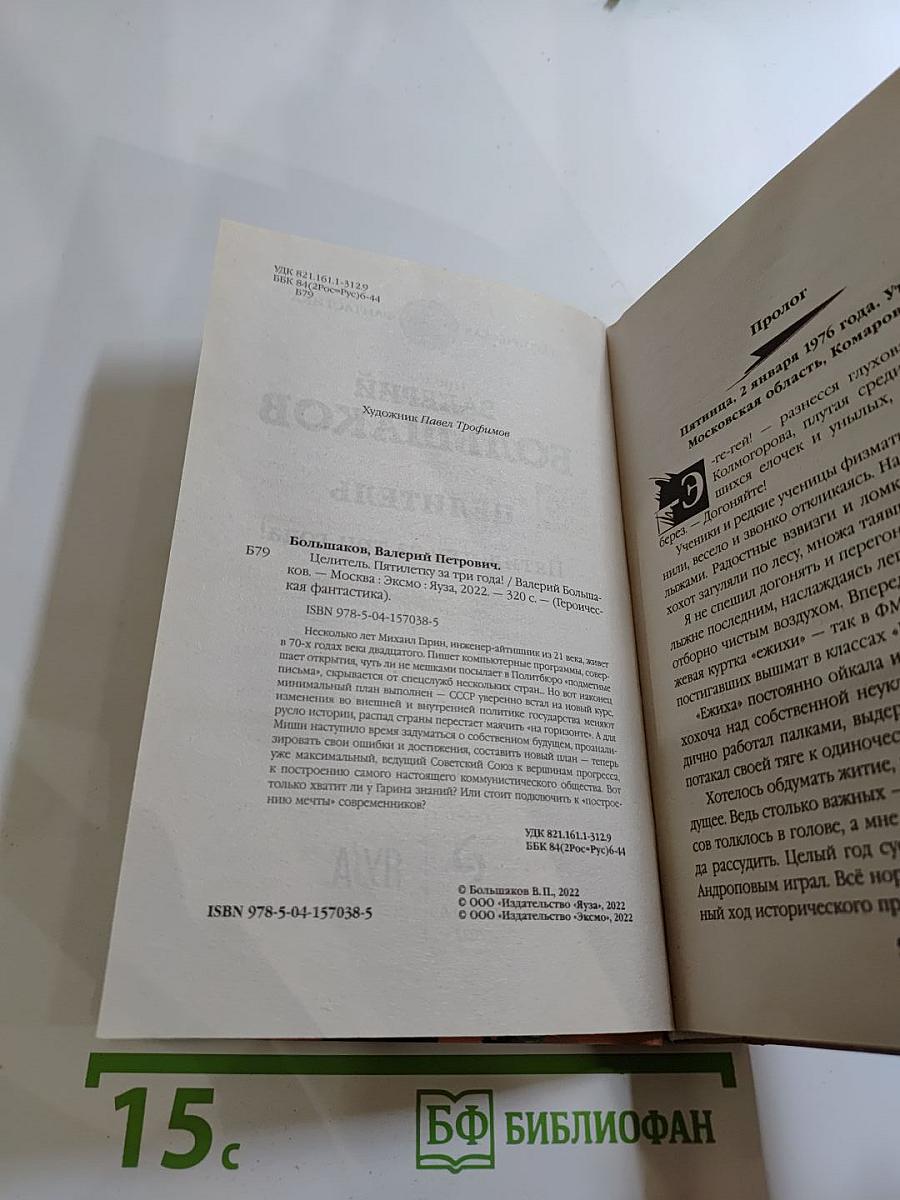 УДК 821.161.1-312.9
ББК 84(2Рос=Рус)6-44
Б79
Художник Павел Трофимов
Большаков, Валерий Петрович.
Б79 Целитель. Пятилетку за три года! / Валерий Больша-
ков. — Москва : Эксмо : Яуза, 2022. — 320 с. — (Героичес-
кая фантастика).
ISBN 978-5-04-157038-5
Несколько лет Михаил Гарин, инженер-айтишник из 21 века, живет
в 70-х годах века двадцатого. Пишет компьютерные программы, совер-
шает открытия, чуть ли не мешками посылает в Политбюро «подметные
письма», скрывается от спецслужб нескольких стран... Но вот наконец
минимальный план выполнен — СССР уверенно встал на новый курс,
изменения во внешней и внутренней политике государства меняют
русло истории, распад страны перестает маячить «на горизонте». А для
Миши наступило время задуматься о собственном будущем, проанали-
зировать свои ошибки и достижения, составить новый план — теперь
уже максимальный, ведущий Советский Союз к вершинам прогресса,
к построению самого настоящего коммунистического общества. Вот
только хватит ли у Гарина знаний? Или стоит подключить к «построе-
нию мечты» современников?
УДК 821.161.1-312.9
ББК 84(2Рос=Рус)6-44
© Большаков В.П., 2022
© ООО «Издательство «Яуза», 2022
© ООО «Издательство «Эксмо», 2022
ISBN 978-5-04-157038-5
Пролог
Пятница, 2 января 1976 года. Ут
Московская область, Комаров
Э-ге-гей! — разнесся глухов
Колмогорова, плутая среди
шихся елочек и унылых,
берез. — Догоняйте!
Ученики и редкие ученицы физмат
нили, весело и звонко откликаясь. На
лыжами. Радостные взвизги и ломк
хохот загуляли по лесу, множа таявш
Я не спешил догонять и перегон
лыжне последним, наслаждаясь лег
отборно чистым воздухом. Вперед
жевая куртка «ежихи» — так в ФМ
постигавших вышмат в классах «
«Ежиха» постоянно ойкала и
хохоча над собственной неукл
дично работал палками, выдер
потакал своей тяге к одиночес
Хотелось обдумать житие,
дущее. Ведь столько важных —
сов толклось в голове, а мне
да рассудить. Целый год су
Андроповым играл. Всё нор
ный ход исторического пр
15 с
БФ БИБЛИОФАН